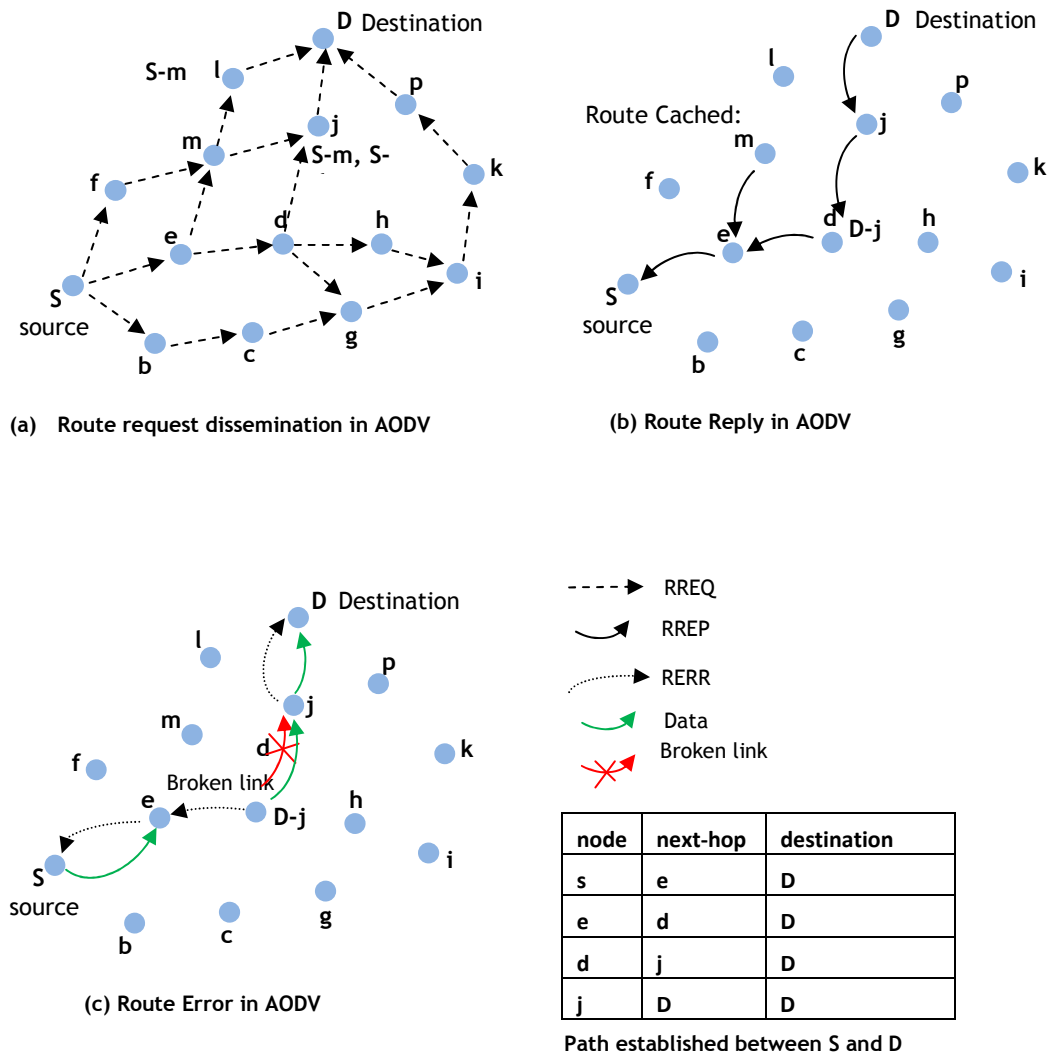 D Destination
S-m
l
p
j
m
S-m, S-
k
f
d
h
e
i
S
source
g
b
c
(a) Route request dissemination in AODV
D Destination
l
p
Route Cached:
j
m
k
f
d
D-j
h
e
i
S
source
g
b
c
(b) Route Reply in AODV
D Destination
l
p
j
m
d
k
f
Broken link
e
D-j
h
i
S
source
g
b
c
(c) Route Error in AODV
RREQ
RREP
RERR
Data
Broken link
node next-hop destination
s e D
e d D
d j D
j D D
Path established between S and D